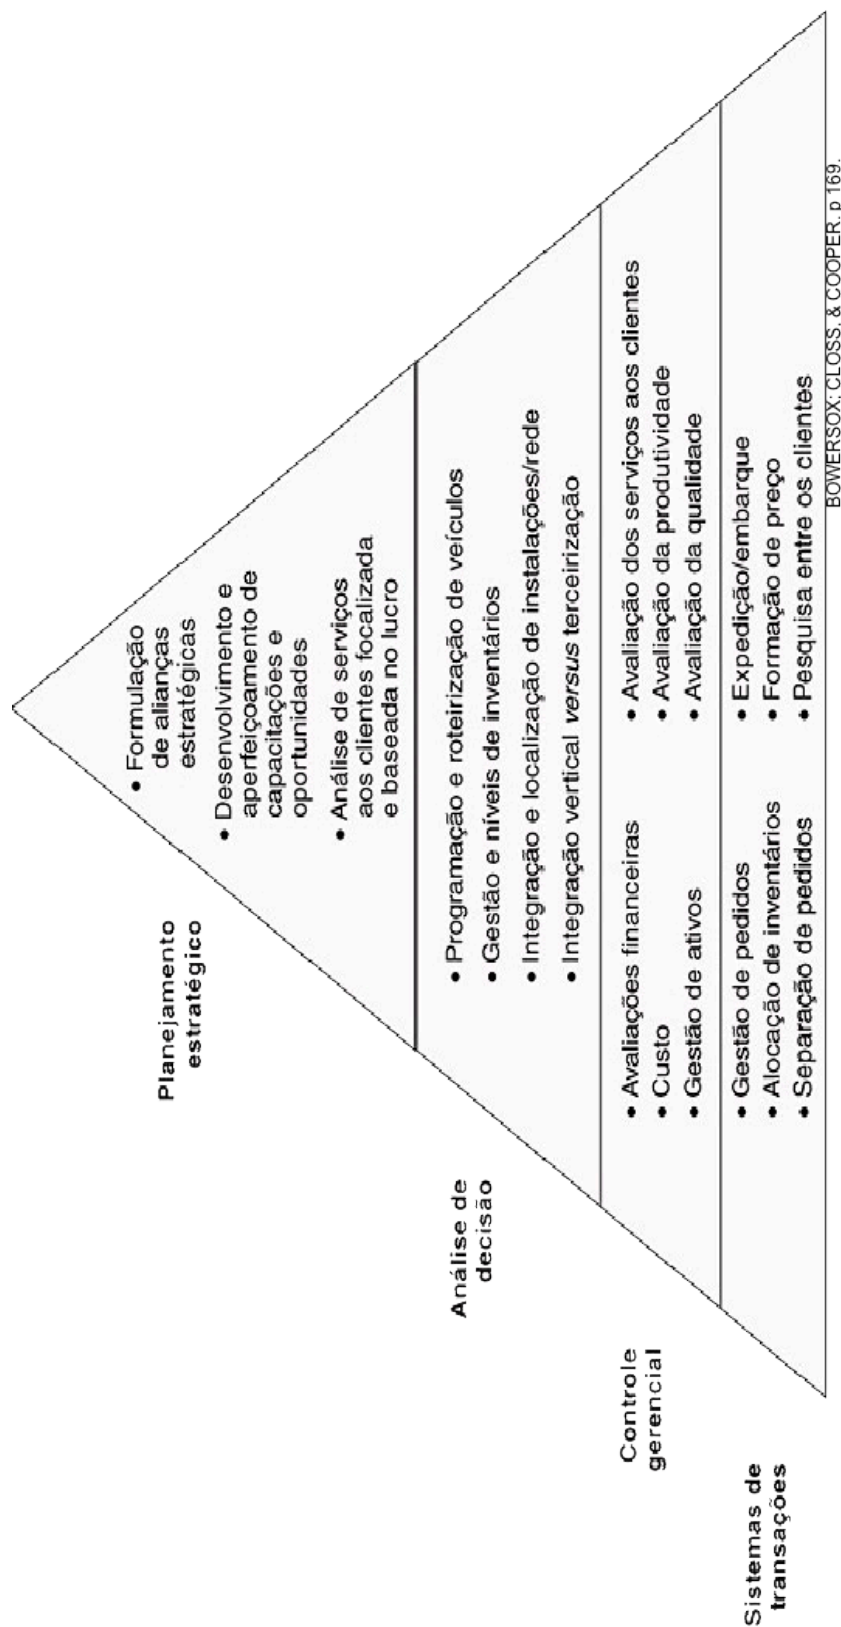 Planejamento
estratégico
• Formulação
de alianças
estratégicas
• Desenvolvimento e
aperfeiçoamento de
capacitações e
oportunidades
• Análise de serviços
aos clientes focalizada
e baseada no lucro
Análise de
decisão
• Programação e roteirização de veículos
• Gestão e níveis de inventários
• Integração e localização de instalações/rede
• Integração vertical versus terceirização
Controle
gerencial
• Avaliações financeiras
• Custo
• Gestão de ativos
• Avaliação dos serviços aos clientes
• Avaliação da produtividade
• Avaliação da qualidade
Sistemas de
transações
• Gestão de pedidos
• Alocação de inventários
• Separação de pedidos
• Expedição/embarque
• Formação de preço
• Pesquisa entre os clientes
BOWERSOX; CLOSS, & COOPER, p 169.